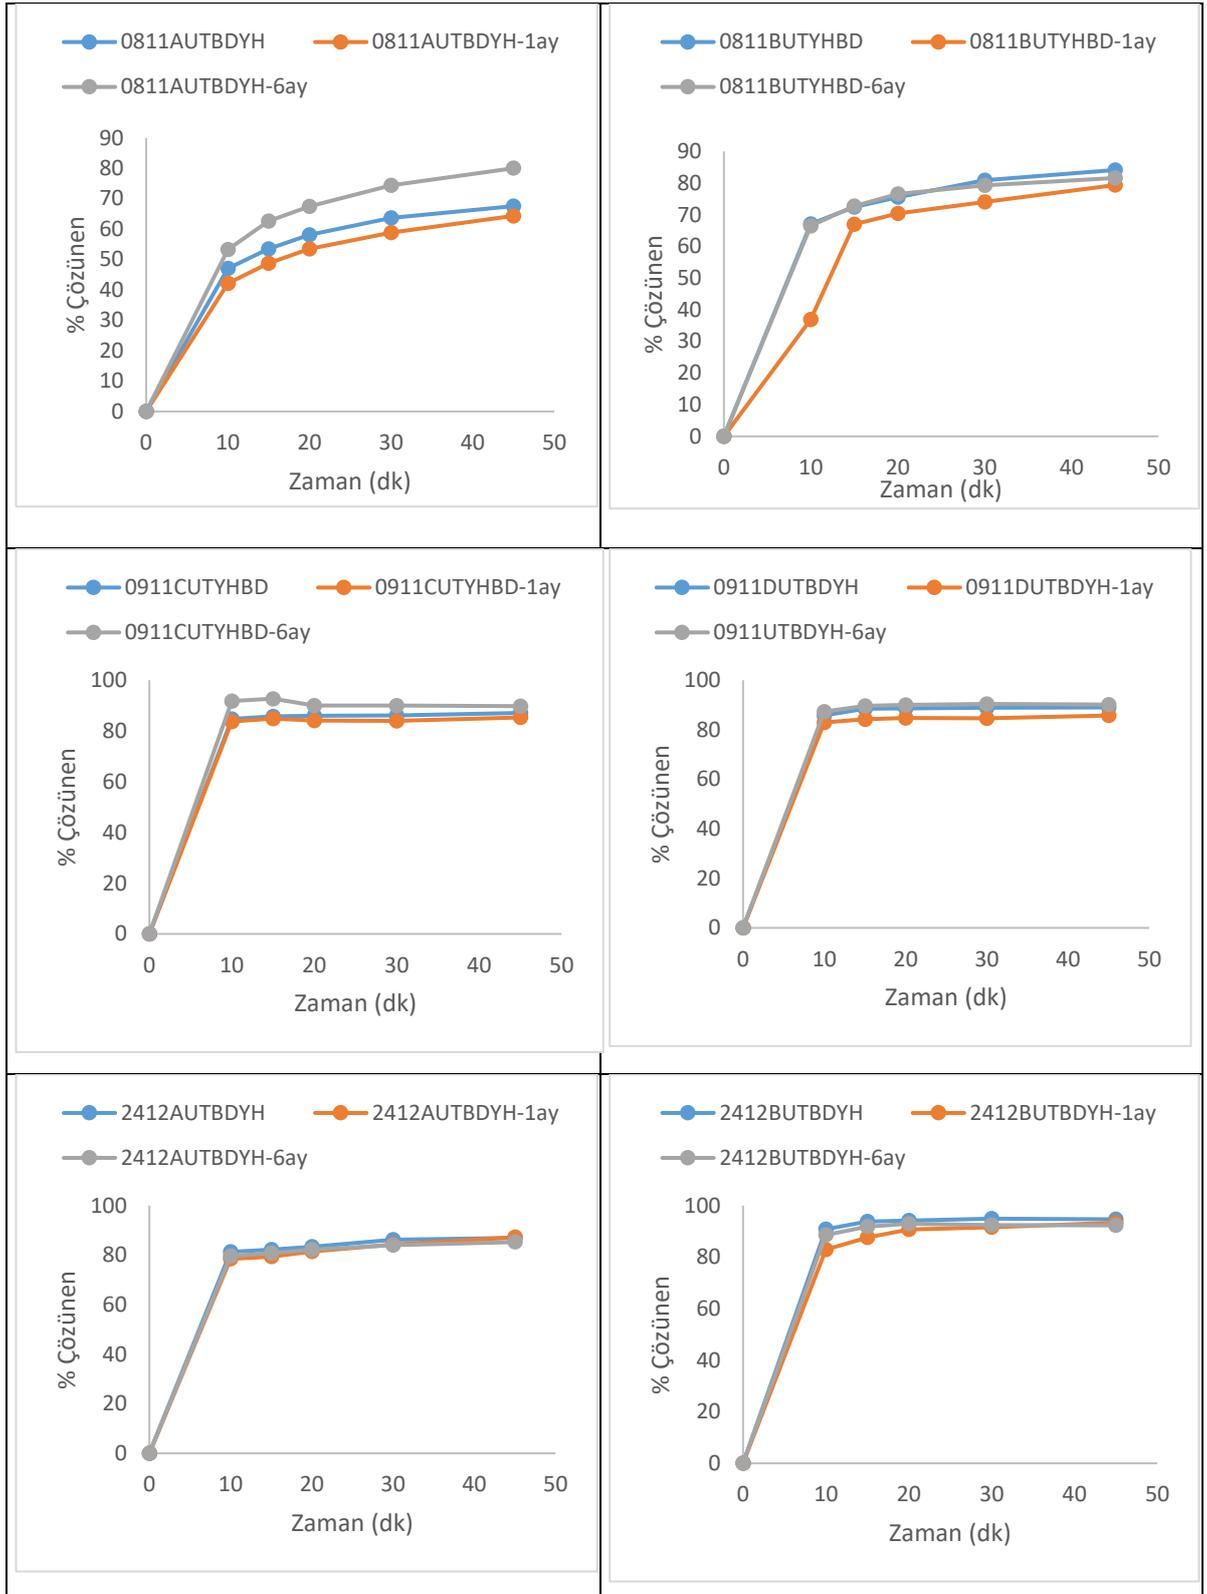 0811AUTBDYH 0811AUTBDYH-1ay
0811AUTBDYH-6ay
90
80
70
60
50
40
30
20
10
0
% Çözünen
0 10 20 30 40 50
Zaman (dk)
0811BUTYHBD 0811BUTYHBD-1ay
0811BUTYHBD-6ay
90
80
70
60
50
40
30
20
10
0
% Çözünen
0 10 20 30 40 50
Zaman (dk)
0911CUTYHBD 0911CUTYHBD-1ay
0911CUTYHBD-6ay
100
80
60
40
20
0
% Çözünen
0 10 20 30 40 50
Zaman (dk)
0911DUTBDYH 0911DUTBDYH-1ay
0911UTBDYH-6ay
100
80
60
40
20
0
% Çözünen
0 10 20 30 40 50
Zaman (dk)
2412AUTBDYH 2412AUTBDYH-1ay
2412AUTBDYH-6ay
100
80
60
40
20
0
% Çözünen
0 10 20 30 40 50
Zaman (dk)
2412BUTBDYH 2412BUTBDYH-1ay
2412BUTBDYH-6ay
100
80
60
40
20
0
% Çözünen
0 10 20 30 40 50
Zaman (dk)